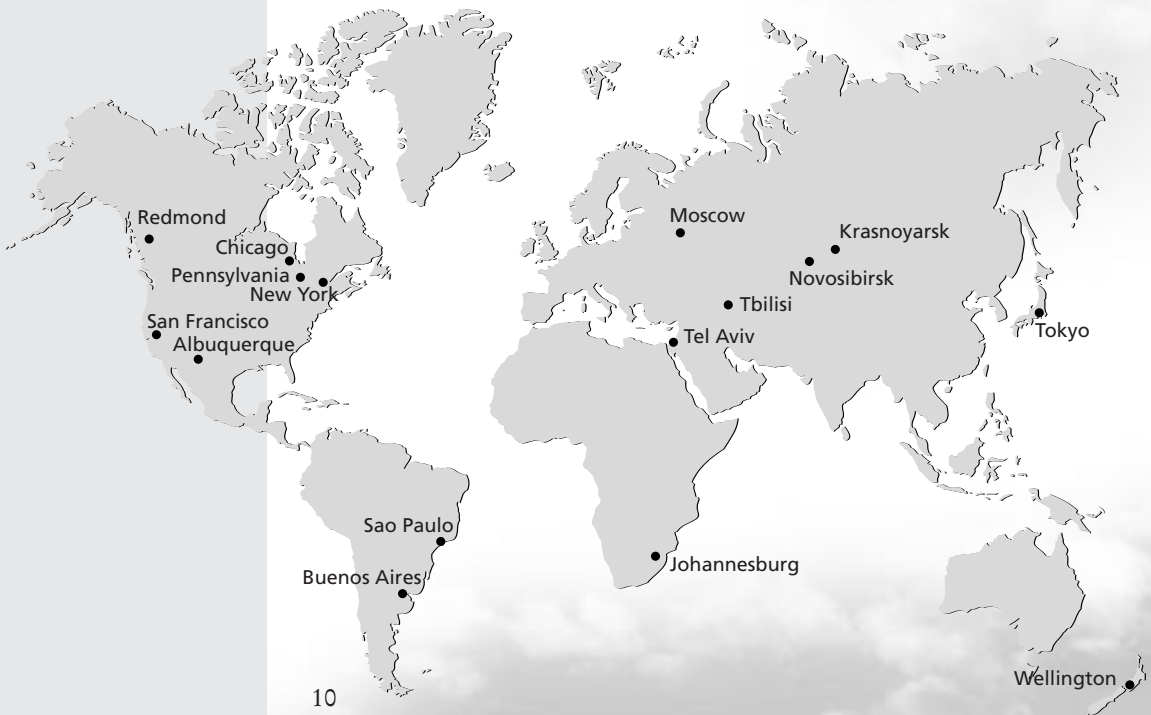 Redmond
Chicago
Pennsylvania
New York
San Francisco
Albuquerque
Moscow
Krasnoyarsk
Novosibirsk
Tbilisi
Tel Aviv
Tokyo
Sao Paulo
Buenos Aires
Johannesburg
Wellington
10